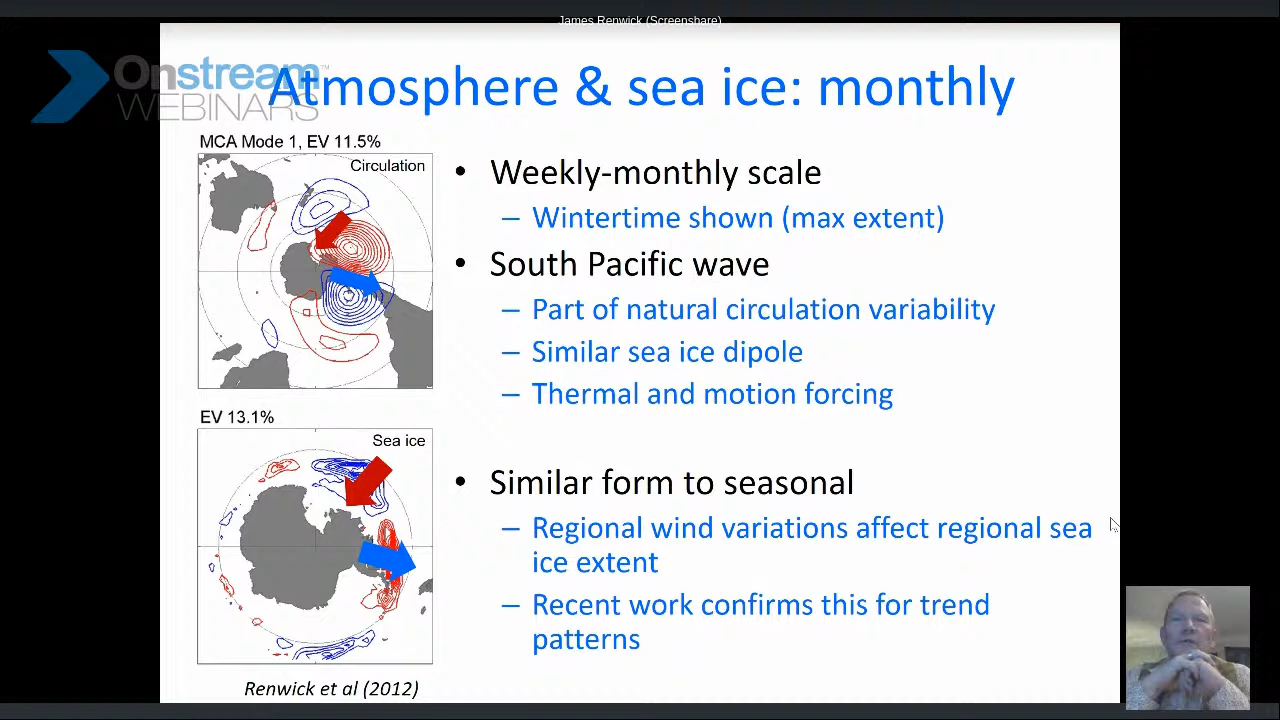 James Renwick (Screenshare)
Onstream™
WEBINARS
Atmosphere & sea ice: monthly
MCA Mode 1, EV 11.5%
Circulation
EV 13.1%
Sea ice
Renwick et al (2012)
• Weekly-monthly scale
– Wintertime shown (max extent)
• South Pacific wave
– Part of natural circulation variability
– Similar sea ice dipole
– Thermal and motion forcing
• Similar form to seasonal
– Regional wind variations affect regional sea
ice extent
– Recent work confirms this for trend
patterns